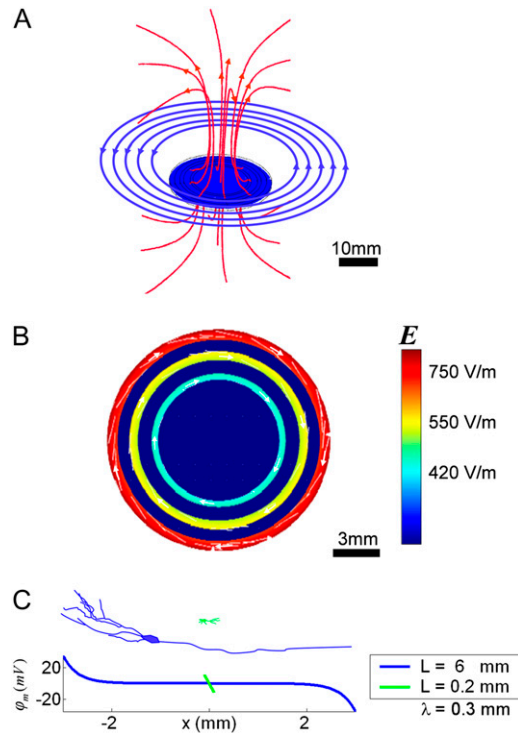 A
10mm
B
E
750 V/m
550 V/m
420 V/m
3mm
C
φm(mV)
20
-20
-2
0
2
x (mm)
L = 6 mm
L = 0.2 mm
λ = 0.3 mm